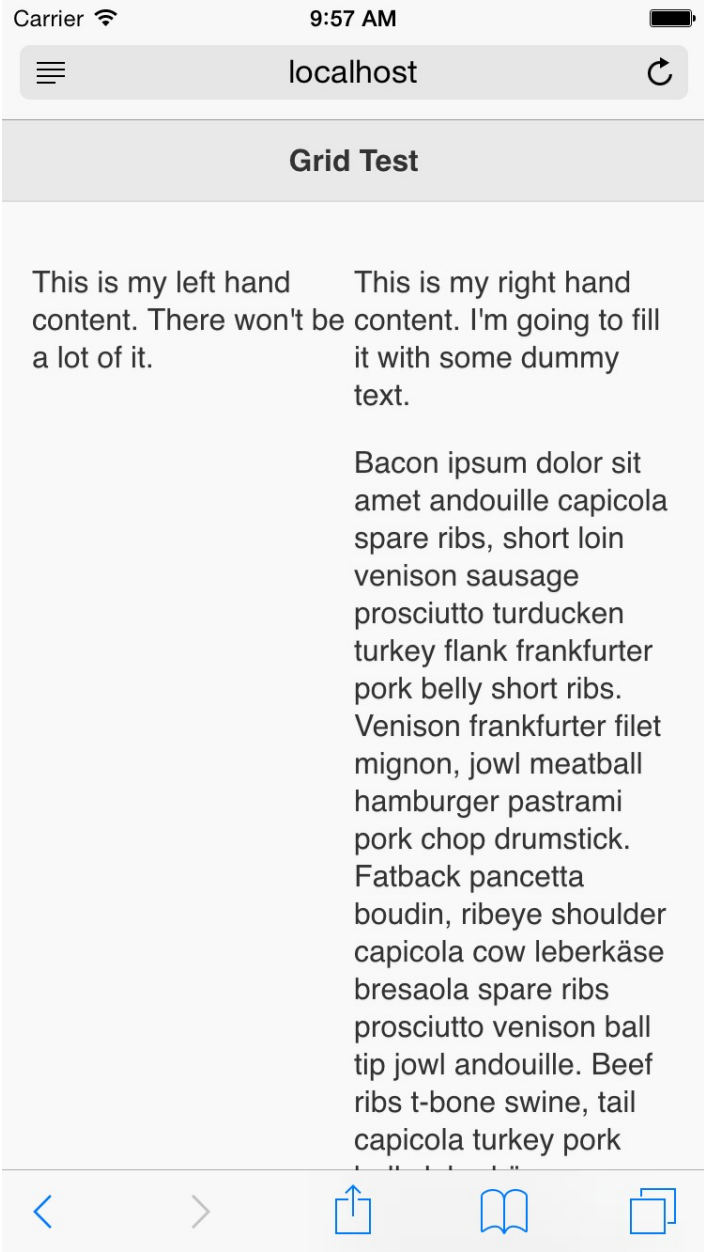 Carrier
9:57 AM
localhost
Grid Test
This is my left hand
content. There won't be
a lot of it.
This is my right hand
content. I'm going to fill
it with some dummy
text.
Bacon ipsum dolor sit
amet andouille capicola
spare ribs, short loin
venison sausage
prosciutto turducken
turkey flank frankfurter
pork belly short ribs.
Venison frankfurter filet
mignon, jowl meatball
hamburger pastrami
pork chop drumstick.
Fatback pancetta
boudin, ribeye shoulder
capicola cow leberkäse
bresaola spare ribs
prosciutto venison ball
tip jowl andouille. Beef
ribs t-bone swine, tail
capicola turkey pork